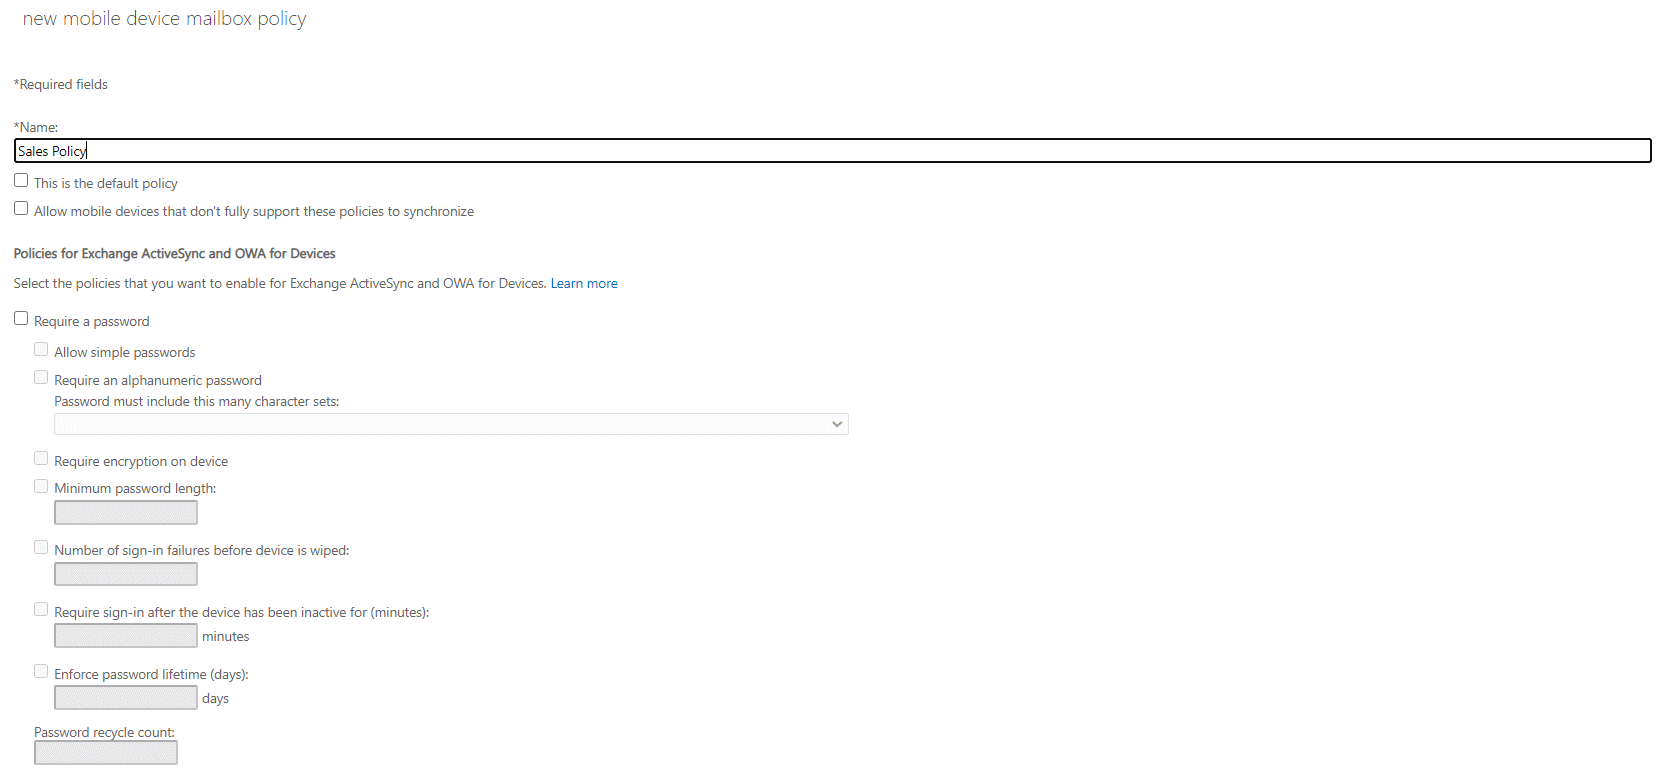 new mobile device mailbox policy
*Required fields
*Name:
Sales Policy
This is the default policy
Allow mobile devices that don't fully support these policies to synchronize
Policies for Exchange ActiveSync and OWA for Devices
Select the policies that you want to enable for Exchange ActiveSync and OWA for Devices. Learn more
Require a password
Allow simple passwords
Require an alphanumeric password
Password must include this many character sets:
Require encryption on device
Minimum password length:
Number of sign-in failures before device is wiped:
Require sign-in after the device has been inactive for (minutes):
minutes
Enforce password lifetime (days):
days
Password recycle count: